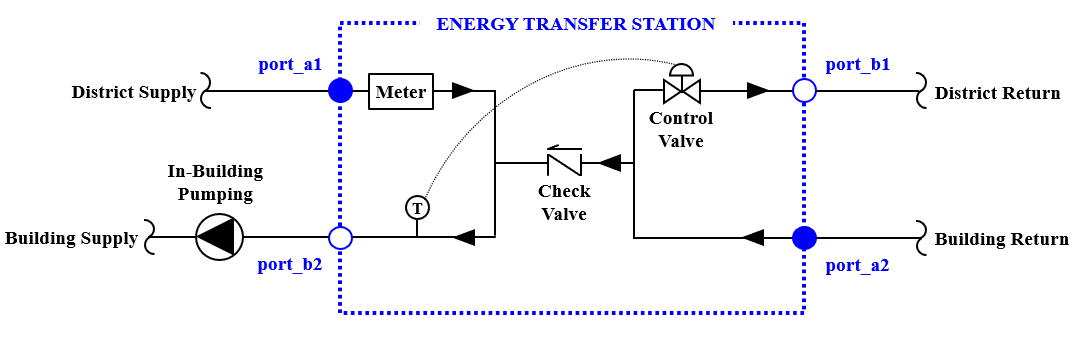 ENERGY TRANSFER STATION
port_a1
port_b1
District Supply
Meter
District Return
Control
Valve
In-Building
Pumping
Check
Valve
T
Building Supply
Building Return
port_b2
port_a2